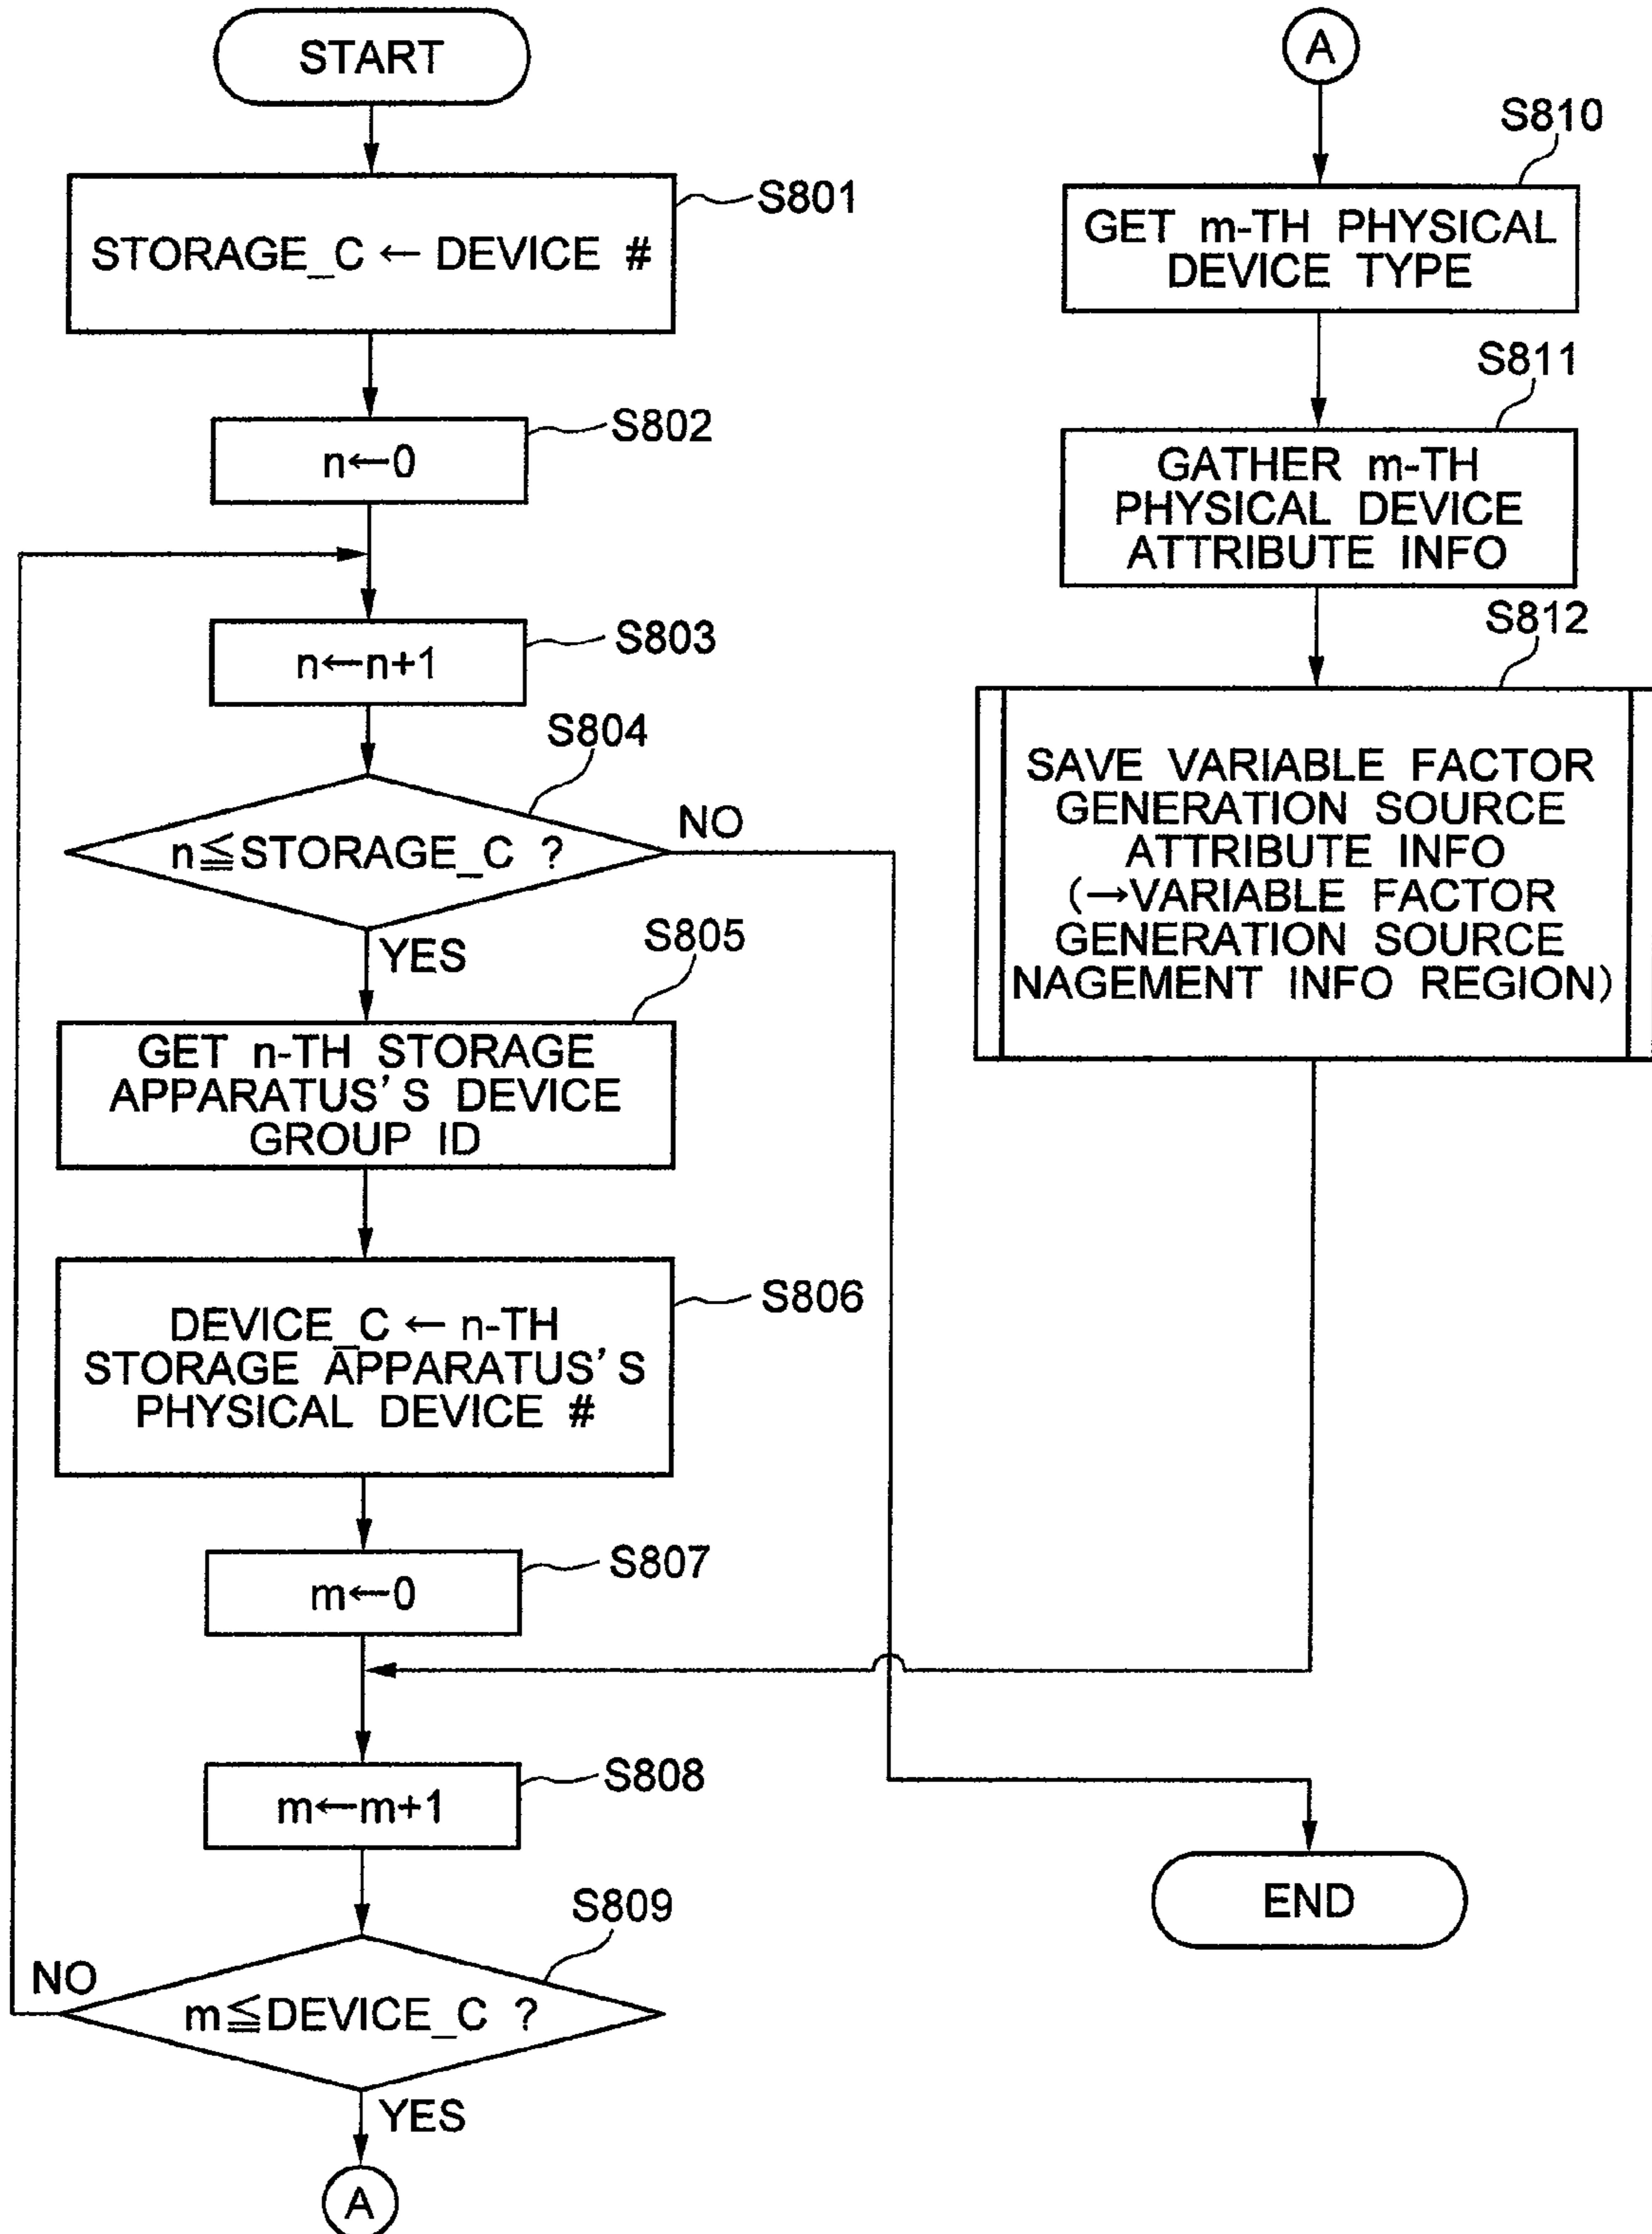 START
S801
STORAGE_C ← DEVICE #
S802
n←0
S803
n←n+1
S804
n≦STORAGE_C ?
NO
YES
S805
GET n-TH STORAGE
APPARATUS'S DEVICE
GROUP ID
S806
DEVICE_C ← n-TH
STORAGE APPARATUS'S
PHYSICAL DEVICE #
S807
m←0
S808
m←m+1
S809
NO
m≦DEVICE_C ?
YES
A
A
S810
GET m-TH PHYSICAL
DEVICE TYPE
S811
GATHER m-TH
PHYSICAL DEVICE
ATTRIBUTE INFO
S812
SAVE VARIABLE FACTOR
GENERATION SOURCE
ATTRIBUTE INFO
(→VARIABLE FACTOR
GENERATION SOURCE
NAGEMENT INFO REGION)
END